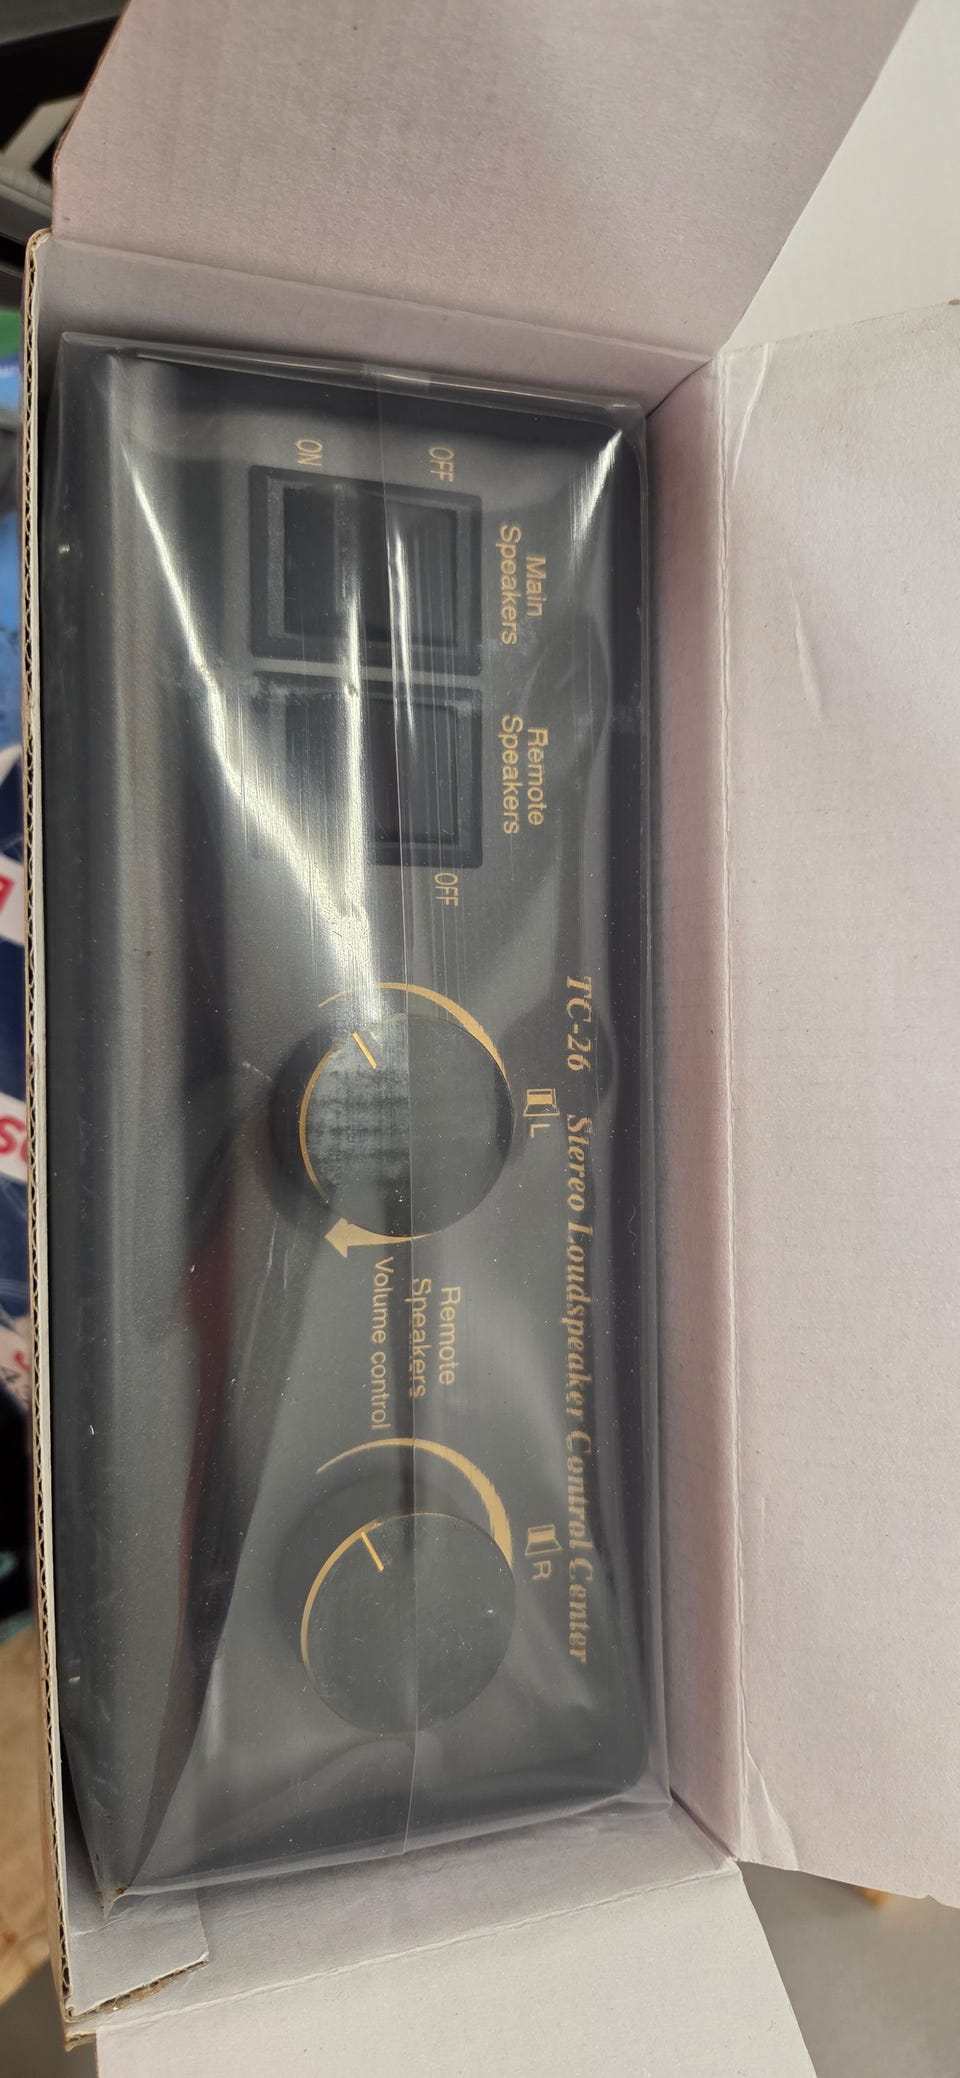 TC-26 Stereo Loudspeaker Control Center
Main
Speakers
Remote
Speakers
OFF
ON
OFF
L
R
Remote
Speakers
Volume control